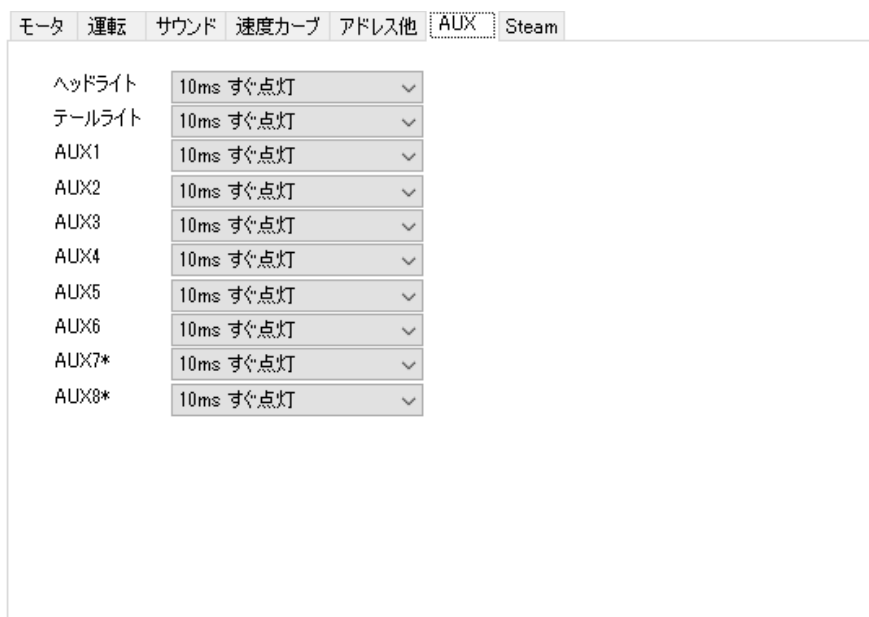 モータ 運転 サウンド 速度カーブ アドレス他 AUX Steam
ヘッドライト 10ms すぐ点灯
テールライト 10ms すぐ点灯
AUX1 10ms すぐ点灯
AUX2 10ms すぐ点灯
AUX3 10ms すぐ点灯
AUX4 10ms すぐ点灯
AUX5 10ms すぐ点灯
AUX6 10ms すぐ点灯
AUX7* 10ms すぐ点灯
AUX8* 10ms すぐ点灯